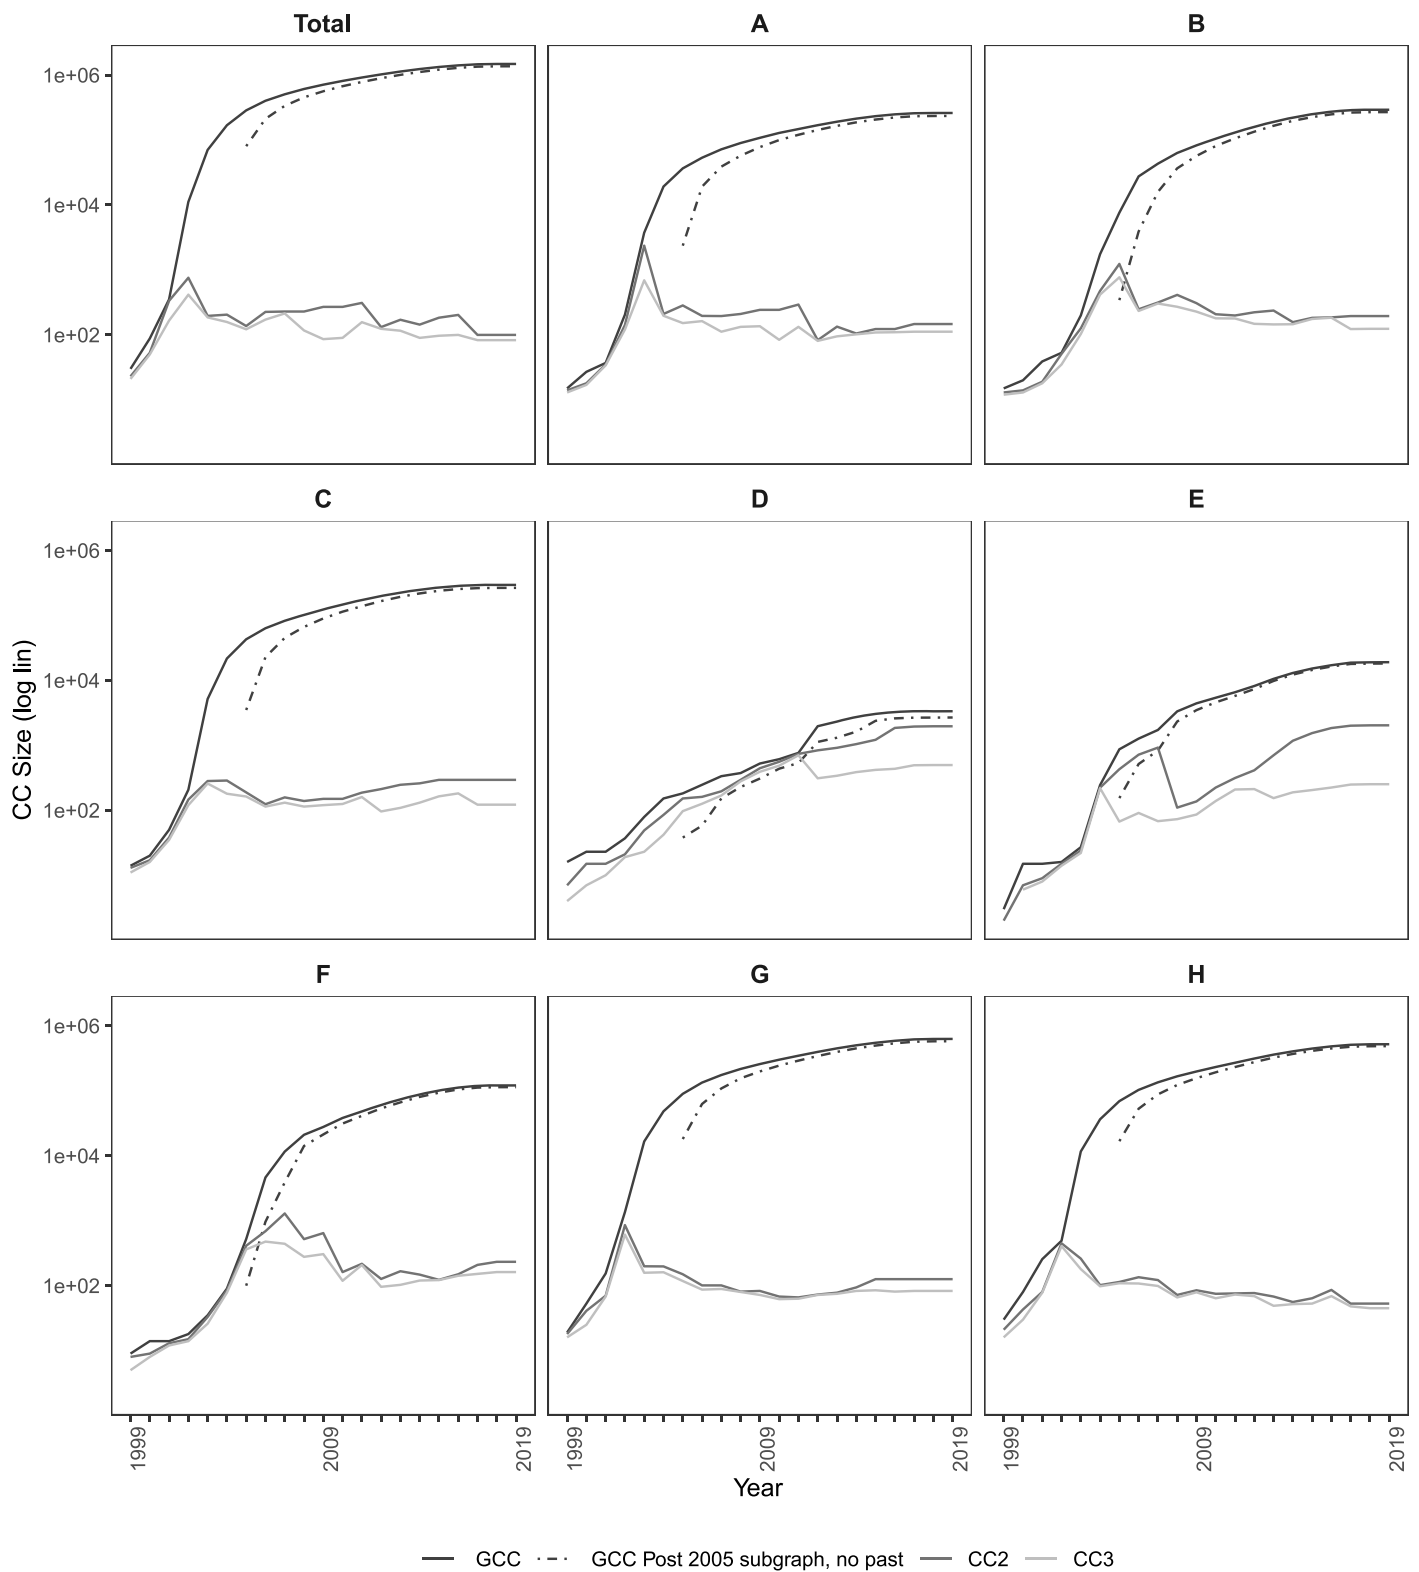 Total A B
1e+06
1e+04
1e+02
C D E
1e+06
1e+04
1e+02
CC Size (log lin)
F G H
1e+06
1e+04
1e+02
1999 2009 2019 1999 2009 2019 1999 2009 2019
Year
GCC GCC Post 2005 subgraph, no past CC2 CC3